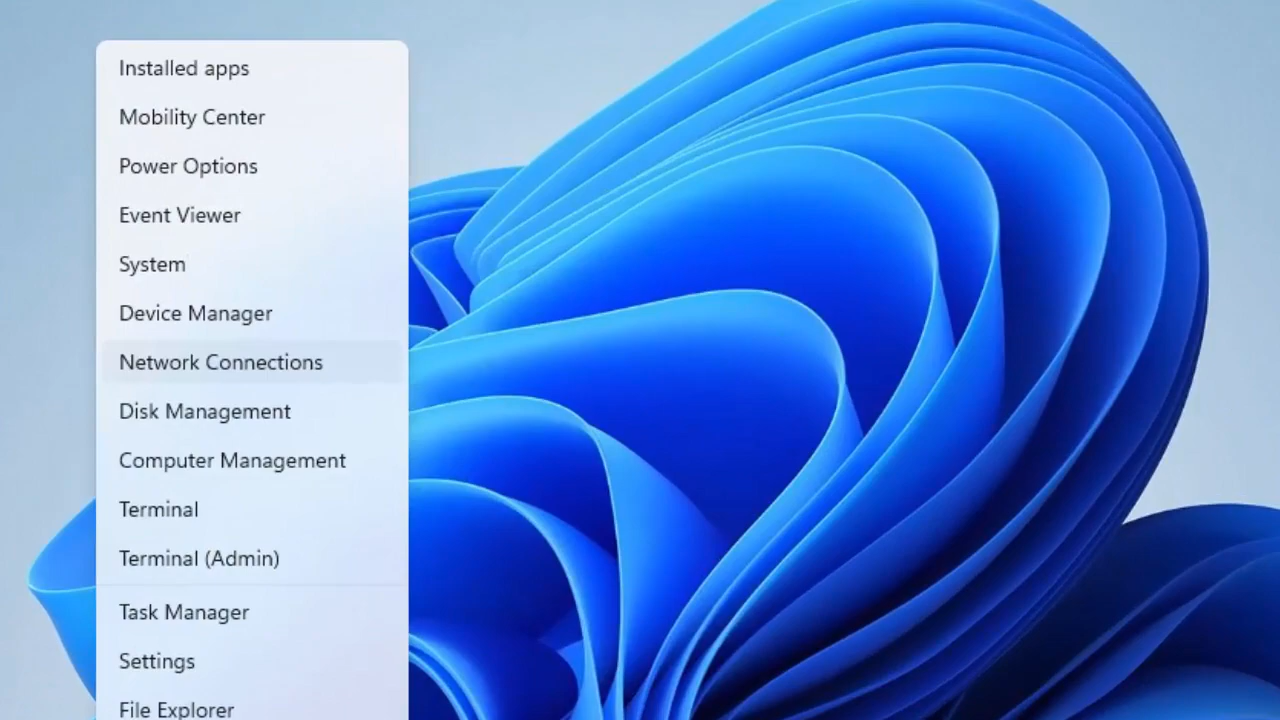 Installed apps
Mobility Center
Power Options
Event Viewer
System
Device Manager
Network Connections
Disk Management
Computer Management
Terminal
Terminal (Admin)
Task Manager
Settings
File Explorer